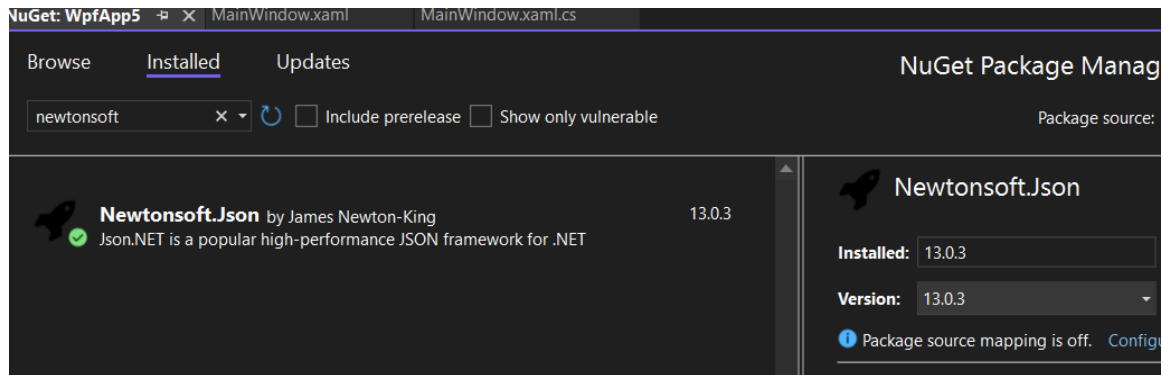 NuGet: WpfApp5 MainWindow.xaml MainWindow.xaml.cs
Browse Installed Updates
NuGet Package Manag
newtonsoft Include prerelease Show only vulnerable
Package source:
Newtonsoft.Json by James Newton-King 13.0.3
Json.NET is a popular high-performance JSON framework for .NET
Newtonsoft.Json
Installed: 13.0.3
Version: 13.0.3
Package source mapping is off. Configu